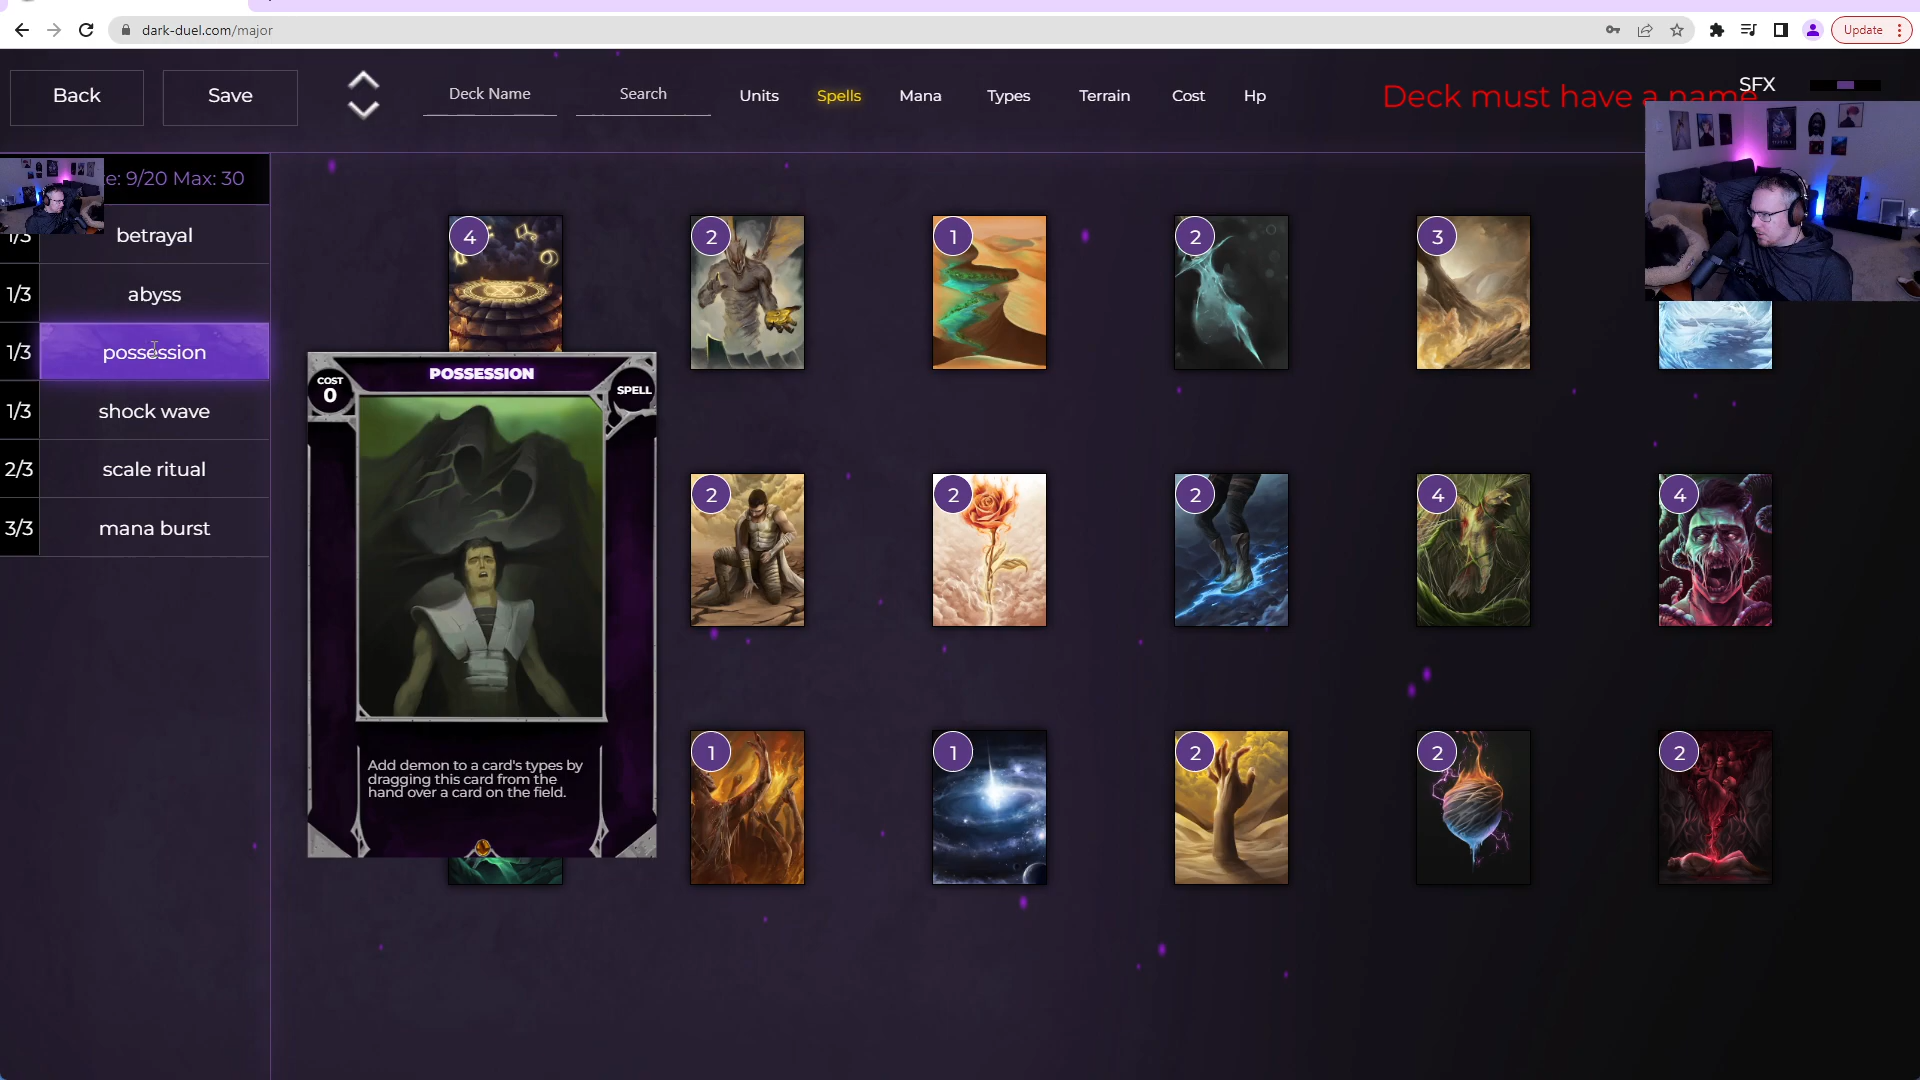 dark-duel.com/major
Update
Back
Save
Deck Name
Search
Units
Spells
Mana
Types
Terrain
Cost
Hp
Deck must have a name
SFX
e: 9/20 Max: 30
1/3 betrayal
1/3 abyss
1/3 possession
1/3 shock wave
2/3 scale ritual
3/3 mana burst
4
2
1
2
3
COST
0
POSSESSION
SPELL
Add demon to a card's types by
dragging this card from the
hand over a card on the field.
2
2
2
4
4
1
1
2
2
2